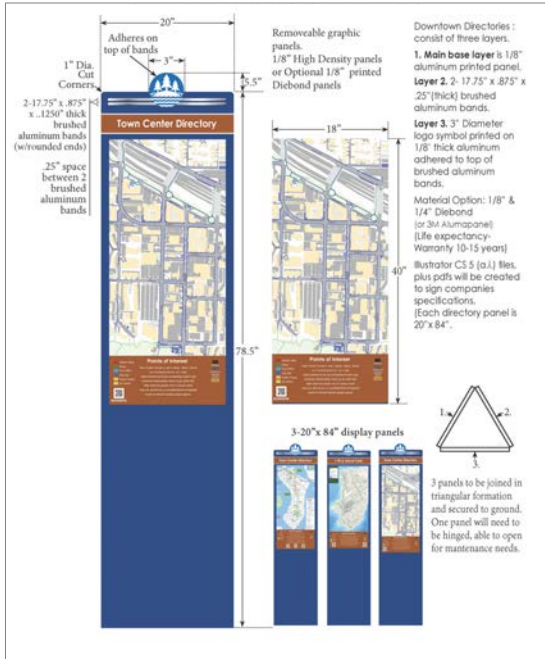 20"
Adheres on
top of bands
3"
5.5"
1" Dia.
Cut
Corners.
2-17.75" x .875"
x ..1250" thick
brushed
aluminum bands
(w/rounded ends)
.25" space
between 2
brushed
aluminum
bands
Town Center Directory
Points of Interest
78.5"
Removeable graphic
panels.
1/8" High Density panels
or Optional 1/8" printed
Diebond panels
18"
40"
Points of Interest
3-20"x 84" display panels
Town Center Directory
Town Center Directory
Downtown Directories :
consist of three layers.
1. Main base layer is 1/8"
aluminum printed panel.
Layer 2. 2- 17.75" x .875" x
.25"(thick) brushed
aluminum bands.
Layer 3. 3" Diameter
logo symbol printed on
1/8" thick aluminum
adhered to top of
brushed aluminum
bands.
Material Option: 1/8" &
1/4" Diebond
(or 3M Alumapanel)
(Life expectancy-
Warranty 10-15 years)
Illustrator CS 5 (a.i.) files,
plus pdfs will be created
to sign companies
specifications.
(Each directory panel is
20"x 84".
1.
2.
3.
3 panels to be joined in
triangular formation
and secured to ground.
One panel will need to
be hinged, able to open
for mantenance needs.